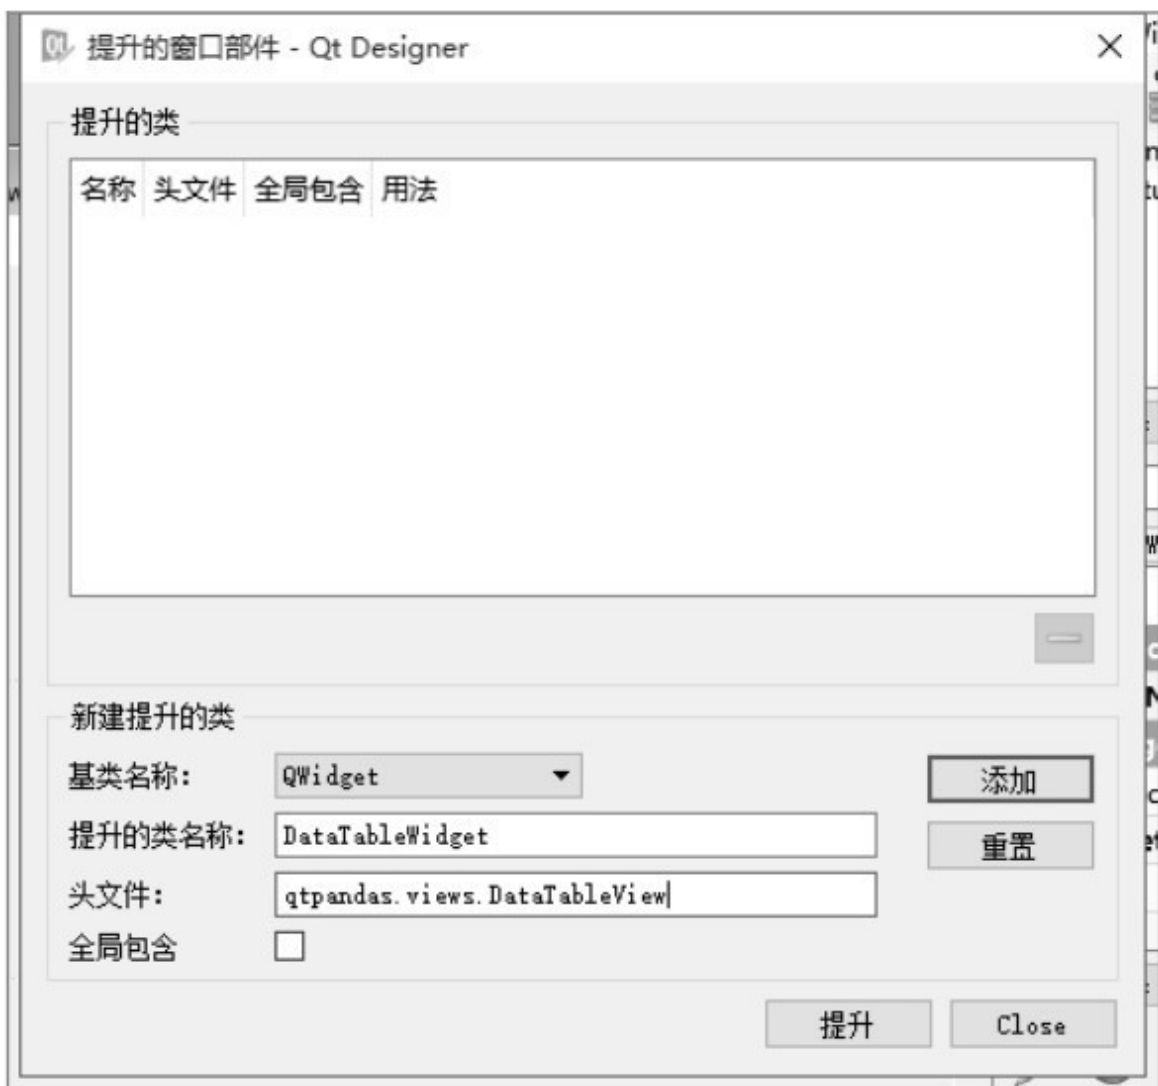 提升的窗口部件 - Qt Designer
提升的类
名称 头文件 全局包含 用法
新建提升的类
基类名称: QWidget
添加
提升的类名称: DataTableWidget
重置
头文件: qtpandas.views.DataTableView
全局包含
提升 Close